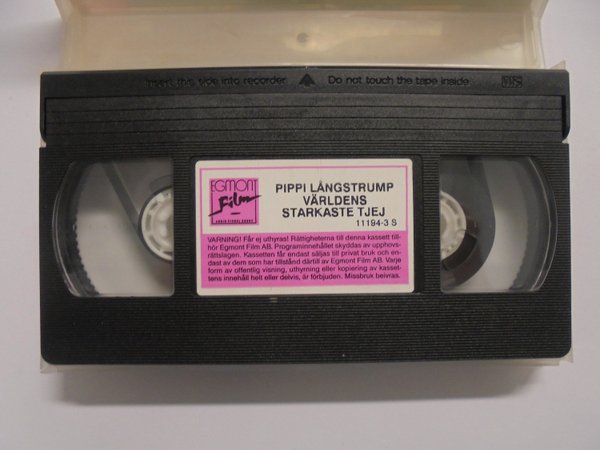 Insert this side into recorder
Do not touch the tape inside
EGMONT
Film
PIPPI LÅNGSTRUMP
VÄRLDENS
STARKASTE TJEJ
11194-3 S
VARNING! Får ej uthyras! Rättigheterna till denna kassett till-
hör Egmont Film AB. Programinnehållet skyddas av upphovs-
rättslagen. Kassetten får endast säljas till privat bruk och en-
dast av dem som har tillstånd därtill av Egmont Film AB. Varje
form av offentlig visning, uthyrning eller kopiering av kasset-
tens innehåll helt eller delvis, är förbjuden. Missbruk beivras.